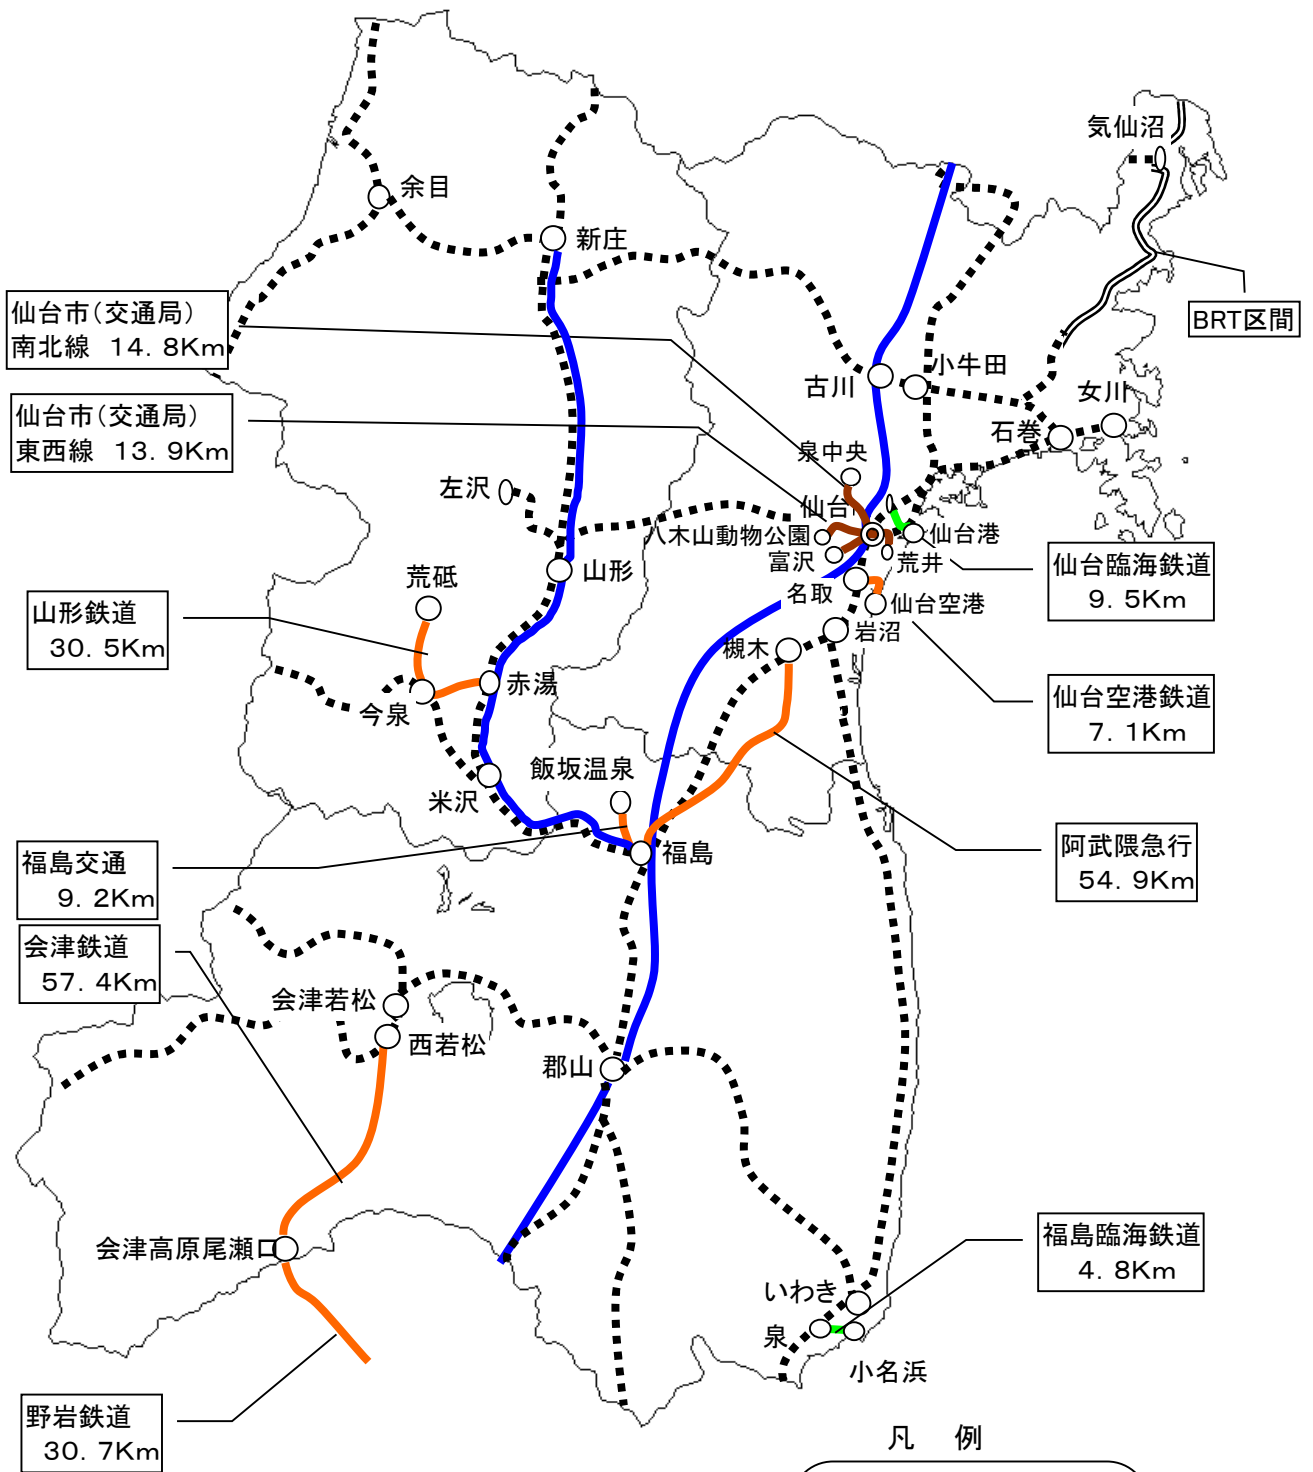 気仙沼
余目
新庄
仙台市（交通局）
南北線 14.8Km
BRT区間
小牛田
古川
女川
仙台市（交通局）
東西線 13.9Km
石巻
泉中央
左沢
仙台
仙台港
八木山動物公園
富沢
荒井
山形
荒砥
名取
仙台空港
仙台臨海鉄道
9.5Km
山形鉄道
30.5Km
岩沼
槻木
赤湯
今泉
仙台空港鉄道
7.1Km
飯坂温泉
米沢
福島
福島交通
9.2Km
阿武隈急行
54.9Km
会津鉄道
57.4Km
会津若松
西若松
郡山
会津高原尾瀬口
福島臨海鉄道
4.8Km
いわき
泉
小名浜
野岩鉄道
30.7Km
凡 例